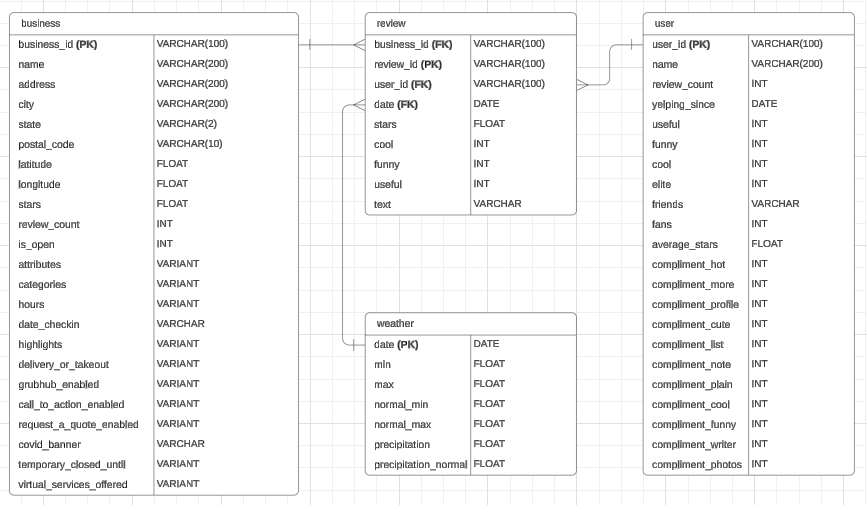 business
business_id (PK) VARCHAR(100)
name VARCHAR(200)
address VARCHAR(200)
city VARCHAR(200)
state VARCHAR(2)
postal_code VARCHAR(10)
latitude FLOAT
longitude FLOAT
stars FLOAT
review_count INT
is_open INT
attributes VARIANT
categories VARIANT
hours VARIANT
date_checkin VARCHAR
highlights VARIANT
delivery_or_takeout VARIANT
grubhub_enabled VARIANT
call_to_action_enabled VARIANT
request_a_quote_enabled VARIANT
covid_banner VARCHAR
temporary_closed_until VARIANT
virtual_services_offered VARIANT
review
business_id (FK) VARCHAR(100)
review_id (PK) VARCHAR(100)
user_id (FK) VARCHAR(100)
date (FK) DATE
stars FLOAT
cool INT
funny INT
useful INT
text VARCHAR
weather
date (PK) DATE
min FLOAT
max FLOAT
normal_min FLOAT
normal_max FLOAT
precipitation FLOAT
precipitation_normal FLOAT
user
user_id (PK) VARCHAR(100)
name VARCHAR(200)
review_count INT
yelping_since DATE
useful INT
funny INT
cool INT
elite INT
friends VARCHAR
fans INT
average_stars FLOAT
compliment_hot INT
compliment_more INT
compliment_profile INT
compliment_cute INT
compliment_list INT
compliment_note INT
compliment_plain INT
compliment_cool INT
compliment_funny INT
compliment_writer INT
compliment_photos INT